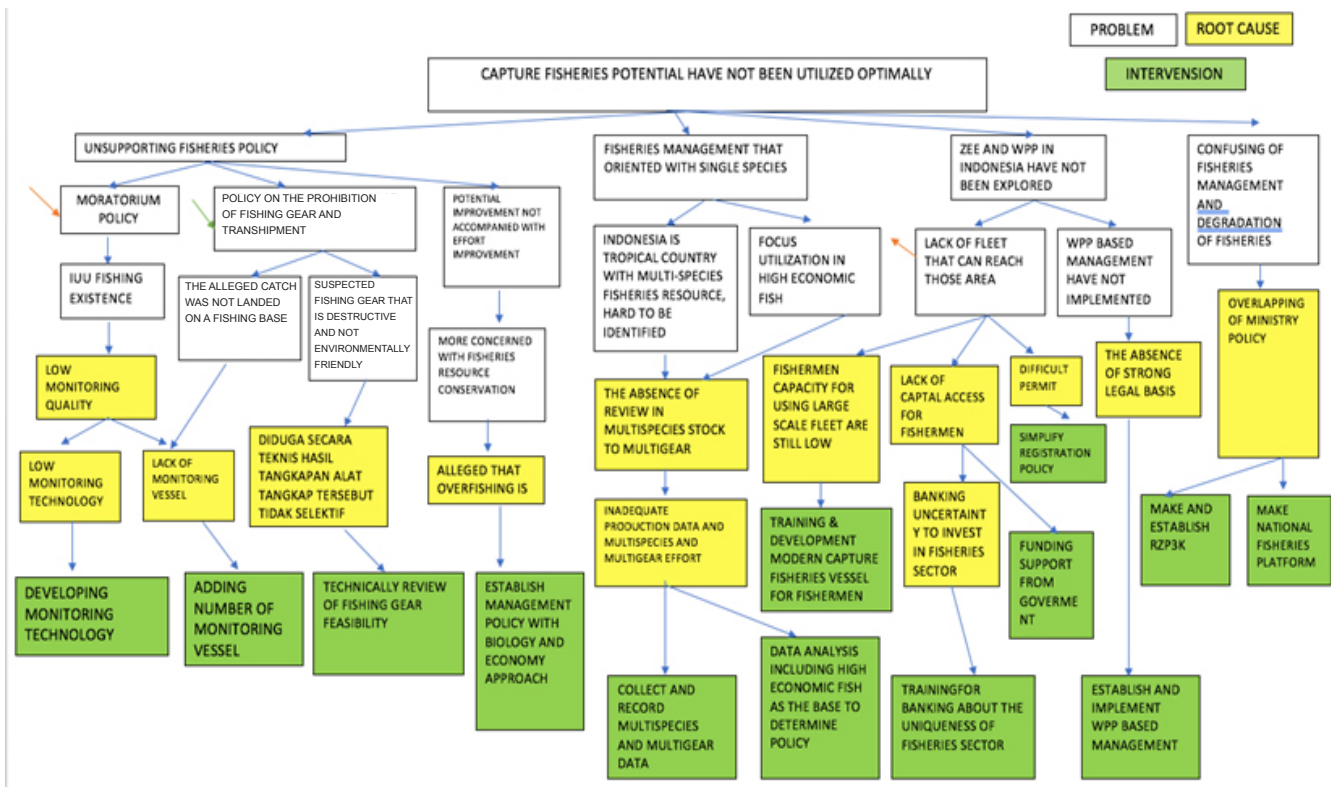 PROBLEM
ROOT CAUSE
INTERVENTION
CAPTURE FISHERIES POTENTIAL HAVE NOT BEEN UTILIZED OPTIMALLY
UNSUPPORTING FISHERIES POLICY
FISHERIES MANAGEMENT THAT
ORIENTED WITH SINGLE SPECIES
ZEE AND WPP IN
INDONESIA HAVE NOT
BEEN EXPLORED
CONFUSING OF
FISHERIES
MANAGEMENT
AND
DEGRADATION
OF FISHERIES
MORATORIUM
POLICY
POLICY ON THE PROHIBITION
OF FISHING GEAR AND
TRANSHIPMENT
POTENTIAL
IMPROVEMENT NOT
ACCOMPANIED WITH
EFFORT
IMPROVEMENT
INDONESIA IS
TROPICAL COUNTRY
WITH MULTI-SPECIES
FISHERIES RESOURCE,
HARD TO BE
IDENTIFIED
FOCUS
UTILIZATION IN
HIGH ECONOMIC
FISH
LACK OF FLEET
THAT CAN REACH
THOSE AREA
WPP BASED
MANAGEMENT
HAVE NOT
IMPLEMENTED
IUU FISHING
EXISTENCE
THE ALLEGED CATCH
WAS NOT LANDED
ON A FISHING BASE
SUSPECTED
FISHING GEAR THAT
IS DESTRUCTIVE
AND NOT
ENVIRONMENTALLY
FRIENDLY
MORE CONCERNED
WITH FISHERIES
RESOURCE
CONSERVATION
OVERLAPPING
OF MINISTRY
POLICY
LOW
MONITORING
QUALITY
THE ABSENCE OF
REVIEW IN
MULTISPECIES STOCK
TO MULTIGEAR
FISHERMEN
CAPACITY FOR
USING LARGE
SCALE FLEET ARE
STILL LOW
LACK OF
CAPTAL ACCESS
FOR
FISHERMEN
DIFFICULT
PERMIT
THE ABSENCE
OF STRONG
LEGAL BASIS
SIMPLIFY
REGISTRATION
POLICY
LOW
MONITORING
TECHNOLOGY
LACK OF
MONITORING
VESSEL
DIDUGA SECARA
TEKNIS HASIL
TANGKAPAN ALAT
TANGKAP TERSEBUT
TIDAK SELEKTIF
ALLEGED THAT
OVERFISHING IS
INADEQUATE
PRODUCTION DATA AND
MULTISPECIES AND
MULTIGEAR EFFORT
TRAINING &
DEVELOPMENT
MODERN CAPTURE
FISHERIES VESSEL
FOR FISHERMEN
BANKING
UNCERTAINT
Y TO INVEST
IN FISHERIES
SECTOR
FUNDING
SUPPORT
FROM
GOVERME
NT
MAKE AND
ESTABLISH
RZP3K
MAKE
NATIONAL
FISHERIES
PLATFORM
DEVELOPING
MONITORING
TECHNOLOGY
ADDING
NUMBER OF
MONITORING
VESSEL
TECHNICALLY REVIEW
OF FISHING GEAR
FEASIBILITY
ESTABLISH
MANAGEMENT
POLICY WITH
BIOLOGY AND
ECONOMY
APPROACH
COLLECT AND
RECORD
MULTISPECIES
AND MULTIGEAR
DATA
DATA ANALYSIS
INCLUDING HIGH
ECONOMIC FISH
AS THE BASE TO
DETERMINE
POLICY
TRAININGFOR
BANKING ABOUT THE
UNIQUENESS OF
FISHERIES SECTOR
ESTABLISH AND
IMPLEMENT
WPP BASED
MANAGEMENT